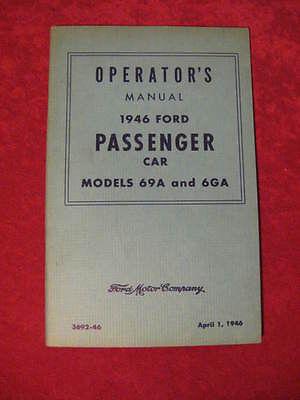 OPERATOR'S
MANUAL
1946 FORD
PASSENGER
CAR
MODELS 69A and 6GA
Ford Motor Company
3692-46 April 1, 1946